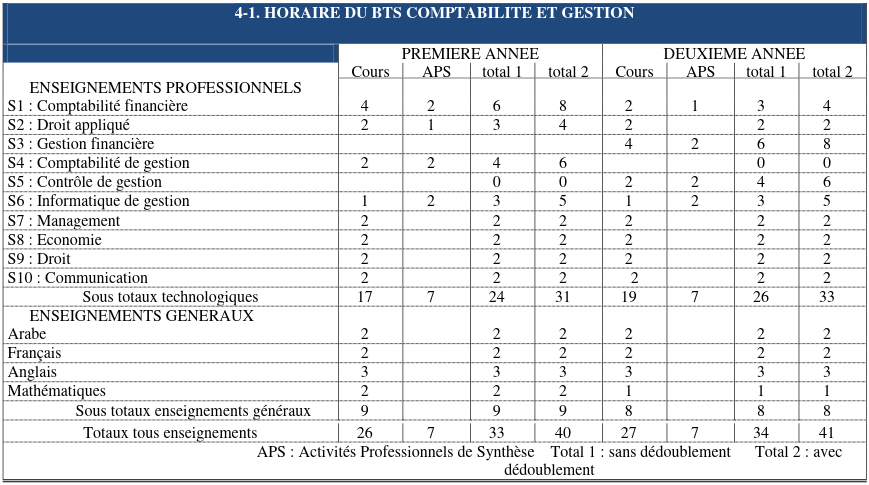 4-1. HORAIRE DU BTS COMPTABILITE ET GESTION
PREMIERE ANNEE DEUXIEME ANNEE
Cours APS total 1 total 2 Cours APS total 1 total 2
ENSEIGNEMENTS PROFESSIONNELS
S1 : Comptabilité financière 4 2 6 8 2 1 3 4
S2 : Droit appliqué 2 1 3 4 2 2 2
S3 : Gestion financière 4 2 6 8
S4 : Comptabilité de gestion 2 2 4 6 0 0
S5 : Contrôle de gestion 0 0 2 2 4 6
S6 : Informatique de gestion 1 2 3 5 1 2 3 5
S7 : Management 2 2 2 2 2 2
S8 : Economie 2 2 2 2 2 2
S9 : Droit 2 2 2 2 2 2
S10 : Communication 2 2 2 2 2 2
Sous totaux technologiques 17 7 24 31 19 7 26 33
ENSEIGNEMENTS GENERAUX
Arabe 2 2 2 2 2 2
Français 2 2 2 2 2 2
Anglais 3 3 3 3 3 3
Mathématiques 2 2 2 1 1 1
Sous totaux enseignements généraux 9 9 9 8 8 8
Totaux tous enseignements 26 7 33 40 27 7 34 41
APS : Activités Professionnels de Synthèse Total 1 : sans dédoublement Total 2 : avec
dédoublement